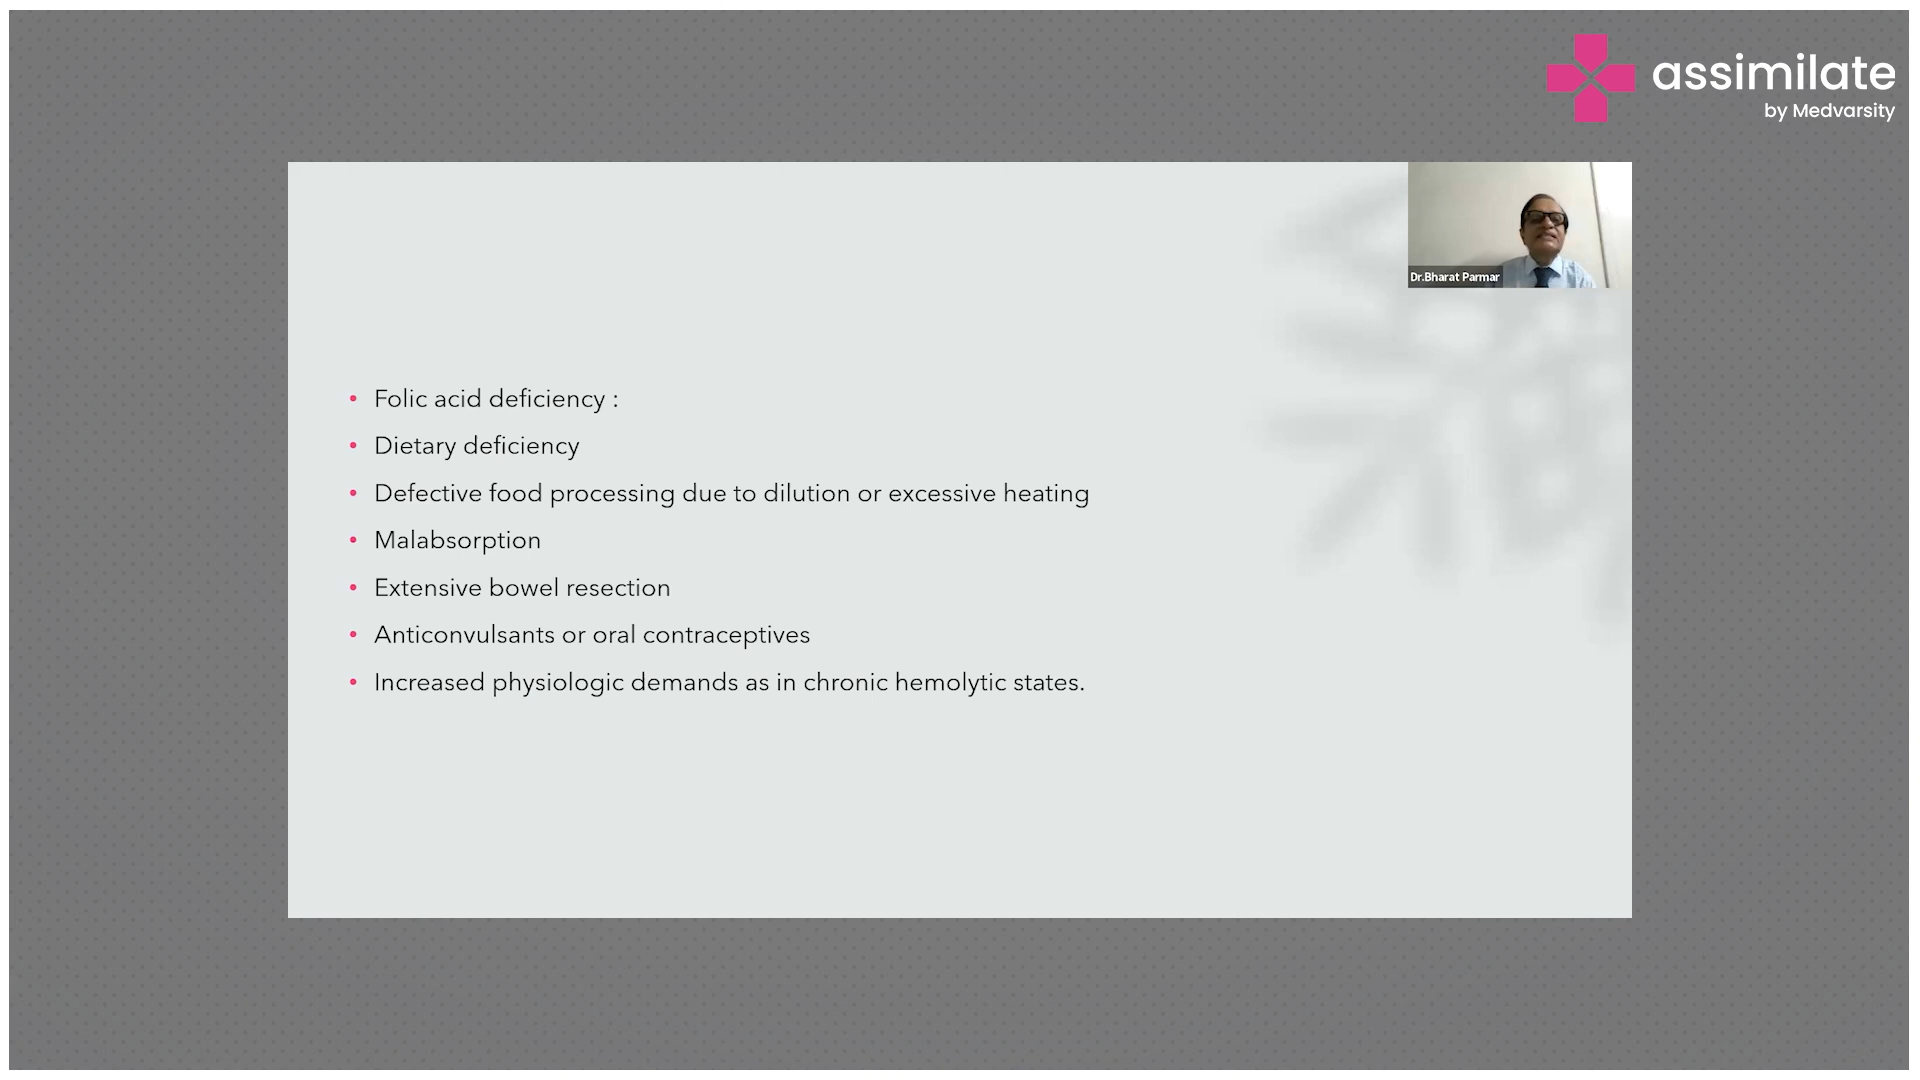 assimilate
by Medvarsity
Dr.Bharat Parmar
• Folic acid deficiency :
• Dietary deficiency
• Defective food processing due to dilution or excessive heating
• Malabsorption
• Extensive bowel resection
• Anticonvulsants or oral contraceptives
• Increased physiologic demands as in chronic hemolytic states.